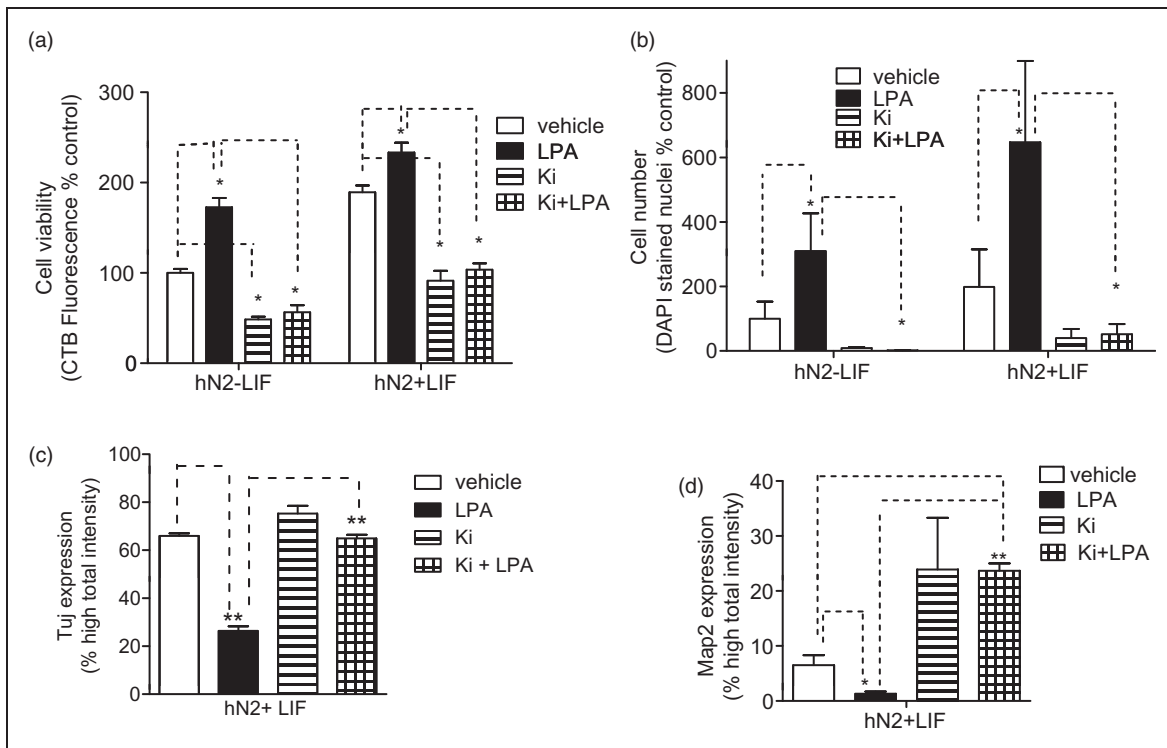 (a)
Cell viability
(CTB Fluorescence % control)
300
200
100
0
*
*
*
*
*
*
hN2-LIF
hN2+LIF
vehicle
LPA
Ki
Ki+LPA
(b)
Cell number
(DAPI stained nuclei % control)
800
600
400
200
0
*
*
*
*
hN2-LIF
hN2+LIF
vehicle
LPA
Ki
Ki+LPA
(c)
Tuj expression
(% high total intensity)
100
80
60
40
20
0
**
**
hN2+ LIF
vehicle
LPA
Ki
Ki + LPA
(d)
Map2 expression
(% high total intensity)
40
30
20
10
0
*
**
hN2+LIF
vehicle
LPA
Ki
Ki+LPA